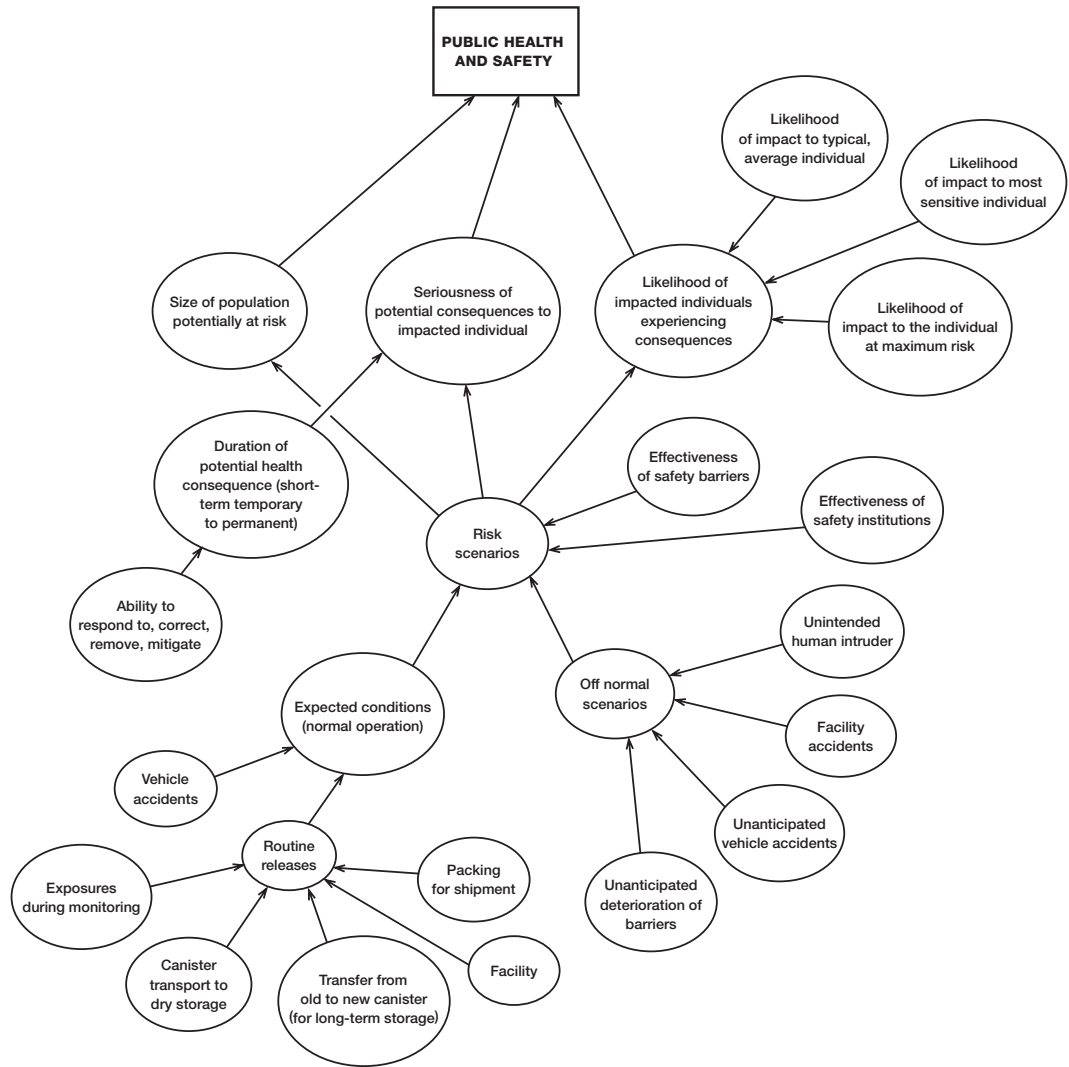 PUBLIC HEALTH
AND SAFETY
Likelihood
of impact to typical,
average individual
Likelihood
of impact to most
sensitive individual
Size of population
potentially at risk
Seriousness of
potential consequences to
impacted individual
Likelihood of
impacted individuals
experiencing
consequences
Likelihood of
impact to the individual
at maximum risk
Duration of
potential health
consequence (short-
term temporary
to permanent)
Effectiveness
of safety barriers
Effectiveness of
safety institutions
Risk
scenarios
Ability to
respond to, correct,
remove, mitigate
Unintended
human intruder
Expected conditions
(normal operation)
Off normal
scenarios
Facility
accidents
Vehicle
accidents
Unanticipated
vehicle accidents
Routine
releases
Packing
for shipment
Exposures
during monitoring
Unanticipated
deterioration of
barriers
Canister
transport to
dry storage
Transfer from
old to new canister
(for long-term storage)
Facility